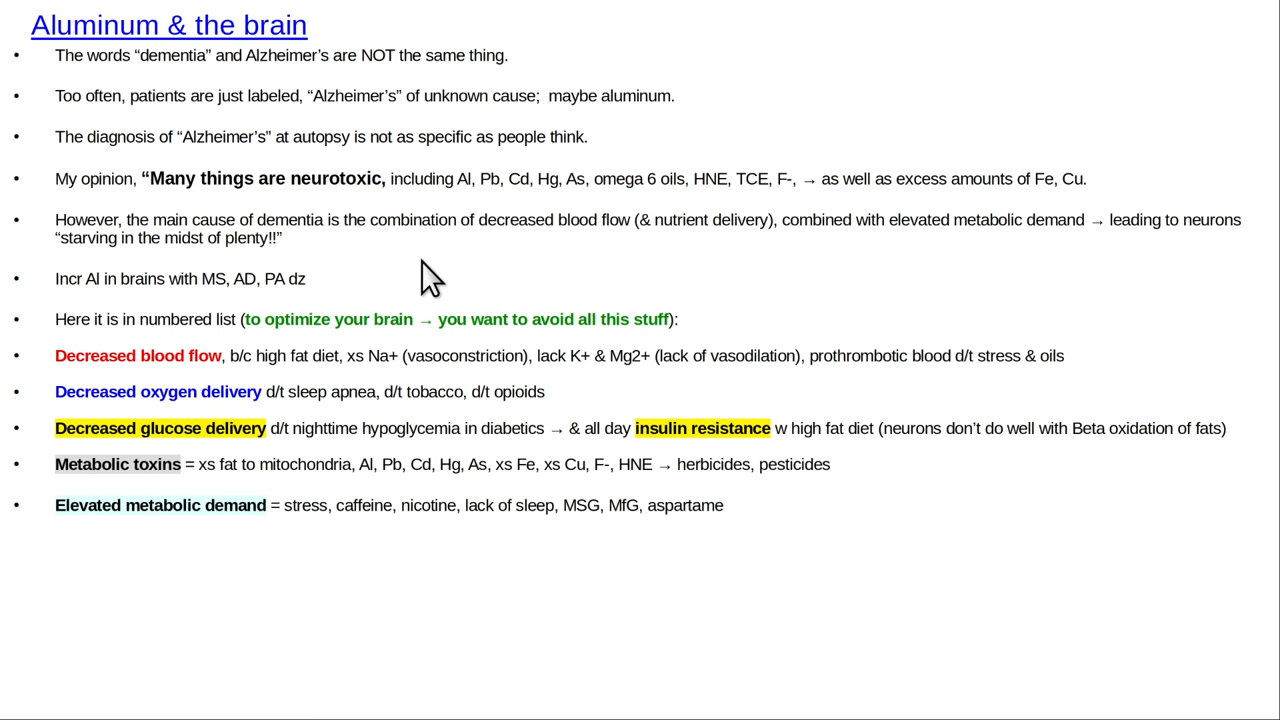 Aluminum & the brain
• The words “dementia” and Alzheimer’s are NOT the same thing.
• Too often, patients are just labeled, “Alzheimer’s” of unknown cause;  maybe aluminum.
• The diagnosis of “Alzheimer’s” at autopsy is not as specific as people think.
• My opinion, “Many things are neurotoxic, including Al, Pb, Cd, Hg, As, omega 6 oils, HNE, TCE, F-, → as well as excess amounts of Fe, Cu.
• However, the main cause of dementia is the combination of decreased blood flow (& nutrient delivery), combined with elevated metabolic demand → leading to neurons
“starving in the midst of plenty!!”
• Incr Al in brains with MS, AD, PA dz
• Here it is in numbered list (to optimize your brain → you want to avoid all this stuff):
• Decreased blood flow, b/c high fat diet, xs Na+ (vasoconstriction), lack K+ & Mg2+ (lack of vasodilation), prothrombotic blood d/t stress & oils
• Decreased oxygen delivery d/t sleep apnea, d/t tobacco, d/t opioids
• Decreased glucose delivery d/t nighttime hypoglycemia in diabetics → & all day insulin resistance w high fat diet (neurons don’t do well with Beta oxidation of fats)
• Metabolic toxins = xs fat to mitochondria, Al, Pb, Cd, Hg, As, xs Fe, xs Cu, F-, HNE → herbicides, pesticides
• Elevated metabolic demand = stress, caffeine, nicotine, lack of sleep, MSG, MfG, aspartame